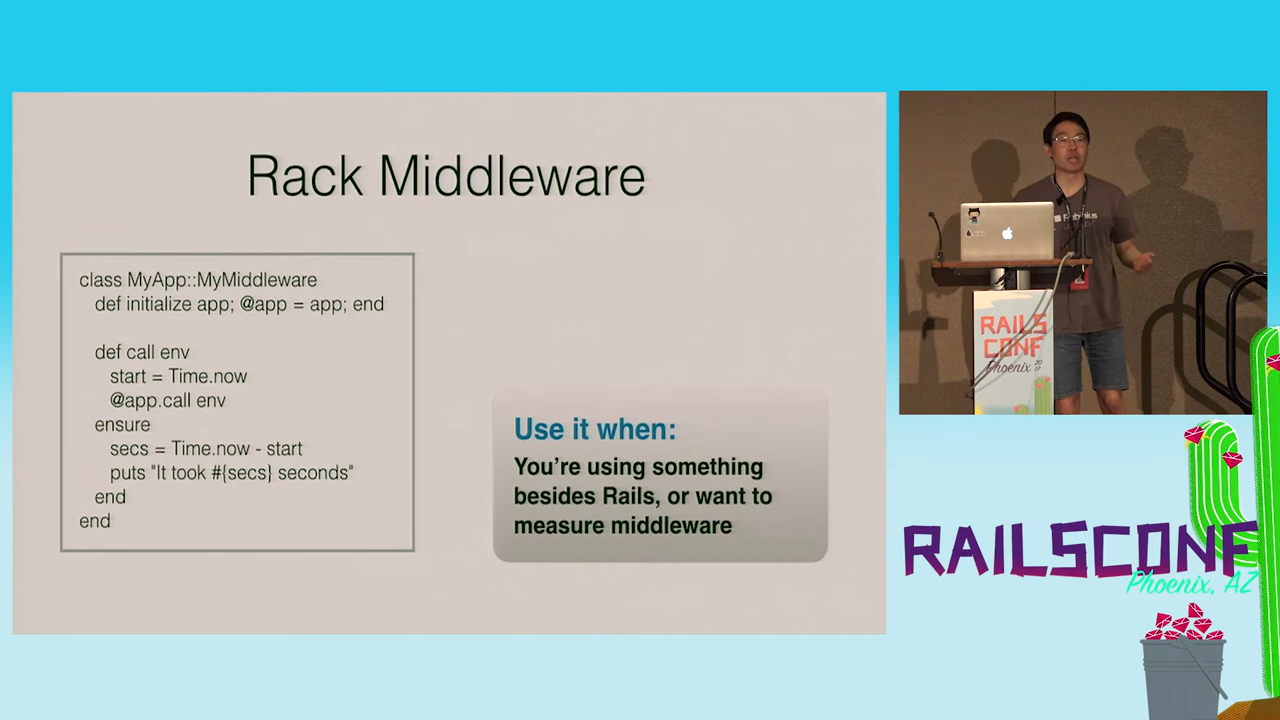 Rack Middleware
class MyApp::MyMiddleware
def initialize app; @app = app; end
def call env
start = Time.now
@app.call env
ensure
secs = Time.now - start
puts "It took #{secs} seconds"
end
end
Use it when:
You're using something
besides Rails, or want to
measure middleware
RAILS
CONF
Phoenix 2017
RAILSCONF
Phoenix, AZ